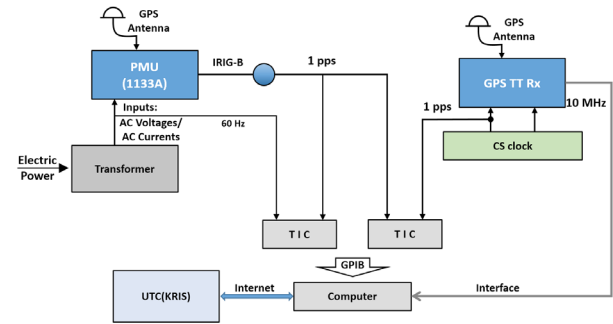 GPS
Antenna
GPS
Antenna
PMU
(1133A)
IRIG-B
1 pps
GPS TT Rx
10 MHz
1 pps
Inputs:
AC Voltages/
AC Currents
60 Hz
CS clock
Electric
Power
Transformer
T I C
T I C
GPIB
UTC(KRIS)
Internet
Computer
Interface